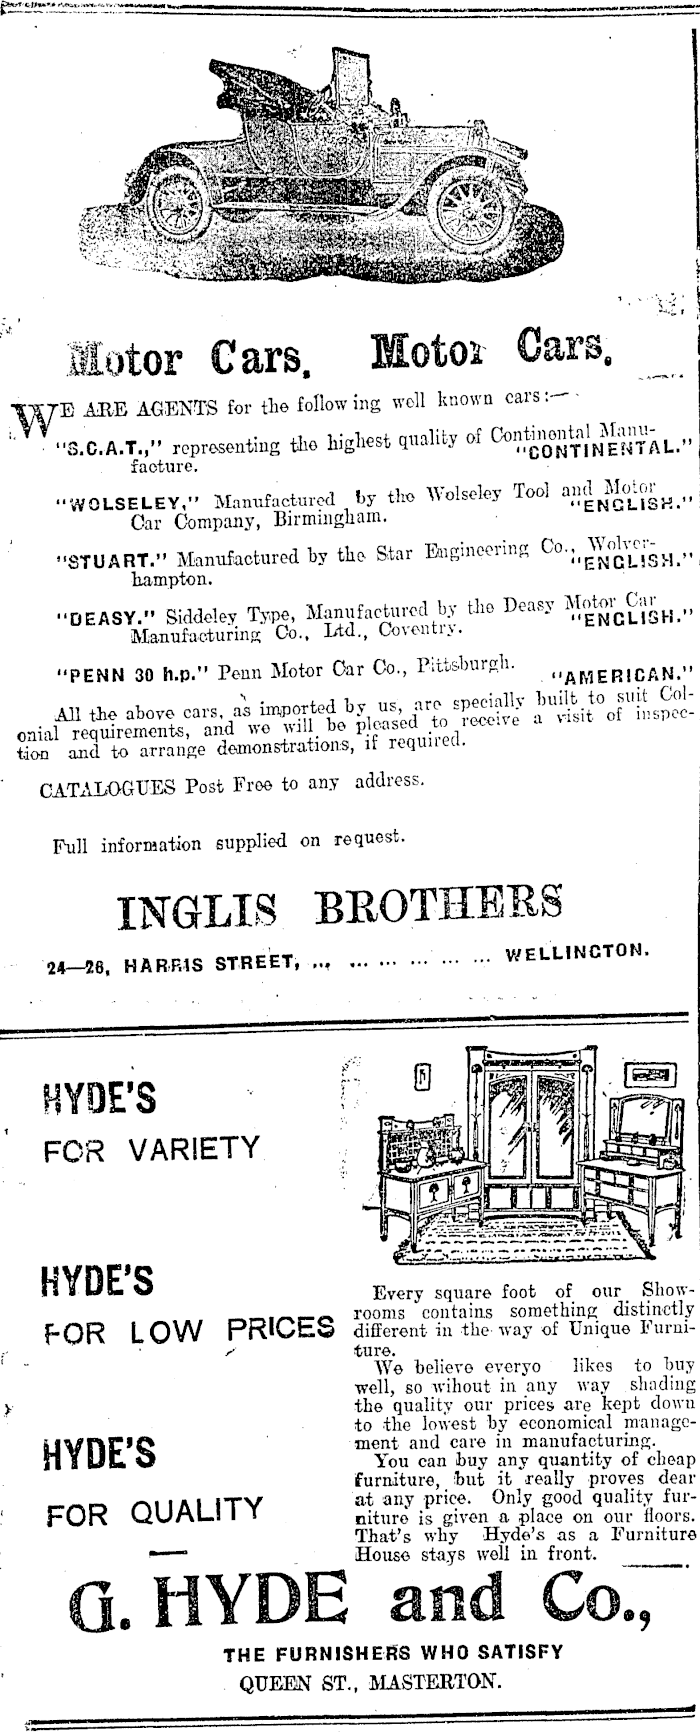 Motor Cars. Motor Cars.
WE ARE AGENTS for the following well known cars:—
"S.C.A.T.," representing the highest quality of Continental Manu-
facture. "CONTINENTAL."
"WOLSELEY," Manufactured by the Wolseley Tool and Motor
Car Company, Birmingham. "ENGLISH."
"STUART." Manufactured by the Star Engineering Co., Wolver-
hampton. "ENGLISH."
"DEASY." Siddeley Type, Manufactured by the Deasy Motor Car
Manufacturing Co., Ltd., Coventry. "ENGLISH."
"PENN 30 h.p." Penn Motor Car Co., Pittsburgh. "AMERICAN."
All the above cars, as imported by us, are specially built to suit Col-
onial requirements, and we will be pleased to receive a visit of inspec-
tion and to arrange demonstrations, if required.
CATALOGUES Post Free to any address.
Full information supplied on request.
INGLIS BROTHERS
24—26, HARRIS STREET, ... ... ... ... ... ... WELLINGTON.
HYDE'S
FOR VARIETY
HYDE'S
FOR LOW PRICES
HYDE'S
FOR QUALITY
Every square foot of our Show-
rooms contains something distinctly
different in the way of Unique Furni-
ture.
We believe everyo likes to buy
well, so wihout in any way shading
the quality our prices are kept down
to the lowest by economical manage-
ment and care in manufacturing.
You can buy any quantity of cheap
furniture, but it really proves dear
at any price. Only good quality fur-
niture is given a place on our floors.
That's why Hyde's as a Furniture
House stays well in front.
G. HYDE and Co.,
THE FURNISHERS WHO SATISFY
QUEEN ST., MASTERTON.